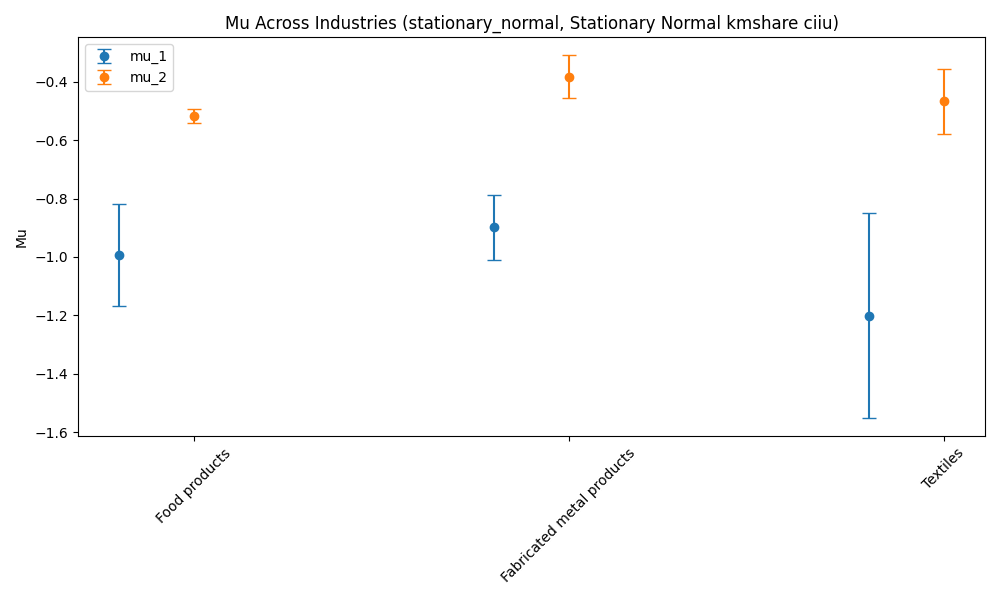 Mu Across Industries (stationary_normal, Stationary Normal kmshare ciiu)
mu_1
mu_2
Mu
−0.4
−0.6
−0.8
−1.0
−1.2
−1.4
−1.6
Food products
Fabricated metal products
Textiles